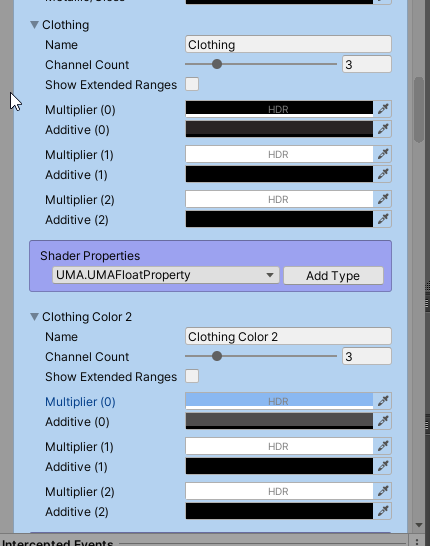 Clothing
Name Clothing
Channel Count 3
Show Extended Ranges
Multiplier (0) HDR
Additive (0)
Multiplier (1) HDR
Additive (1)
Multiplier (2) HDR
Additive (2)
Shader Properties
UMA.UMAFloatProperty Add Type
Clothing Color 2
Name Clothing Color 2
Channel Count 3
Show Extended Ranges
Multiplier (0) HDR
Additive (0)
Multiplier (1) HDR
Additive (1)
Multiplier (2) HDR
Additive (2)
Intercepted Events